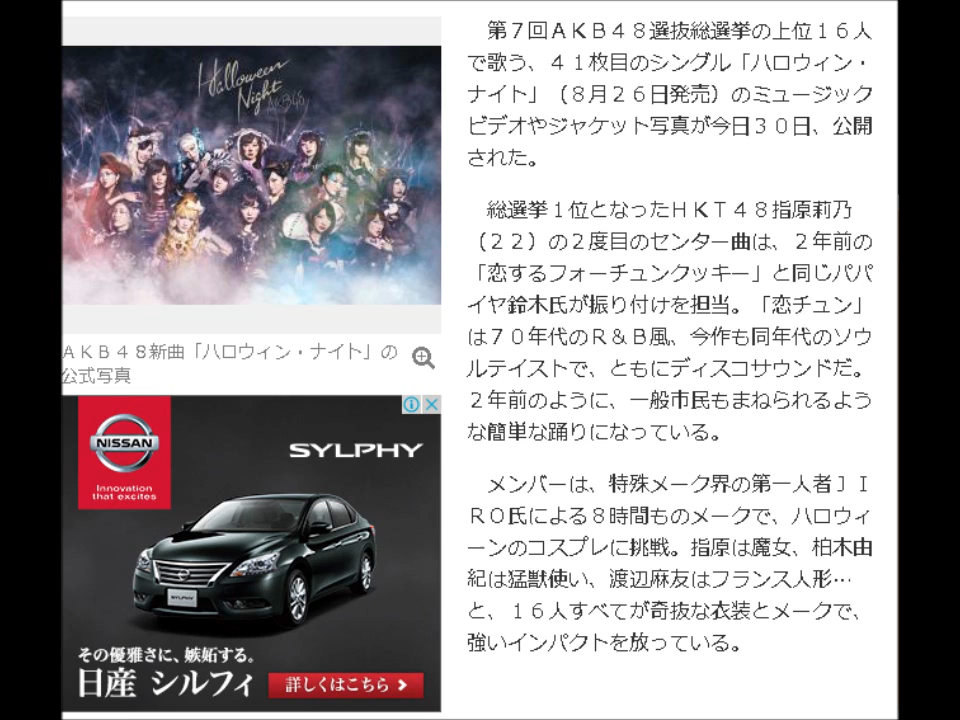 Halloween
Night
AKB48
AKB48新曲「ハロウィン・ナイト」の
公式写真
NISSAN
Innovation
that excites
SYLPHY
SYLPHY
その優雅さに、嫉妬する。
日産 シルフィ
詳しくはこちら
第7回AKB48選抜総選挙の上位16人
で歌う、41枚目のシングル「ハロウィン・
ナイト」（8月26日発売）のミュージック
ビデオやジャケット写真が今日30日、公開
された。
総選挙1位となったHKT48指原莉乃
（22）の2度目のセンター曲は、2年前の
「恋するフォーチュンクッキー」と同じパパ
イヤ鈴木氏が振り付けを担当。「恋チュン」
は70年代のR＆B風、今作も同年代のソウ
ルテイストで、ともにディスコサウンドだ。
2年前のように、一般市民もまねられるよう
な簡単な踊りになっている。
メンバーは、特殊メーク界の第一人者JI
RO氏による8時間ものメークで、ハロウィ
ーンのコスプレに挑戦。指原は魔女、柏木由
紀は猛獣使い、渡辺麻友はフランス人形…
と、16人すべてが奇抜な衣装とメークで、
強いインパクトを放っている。